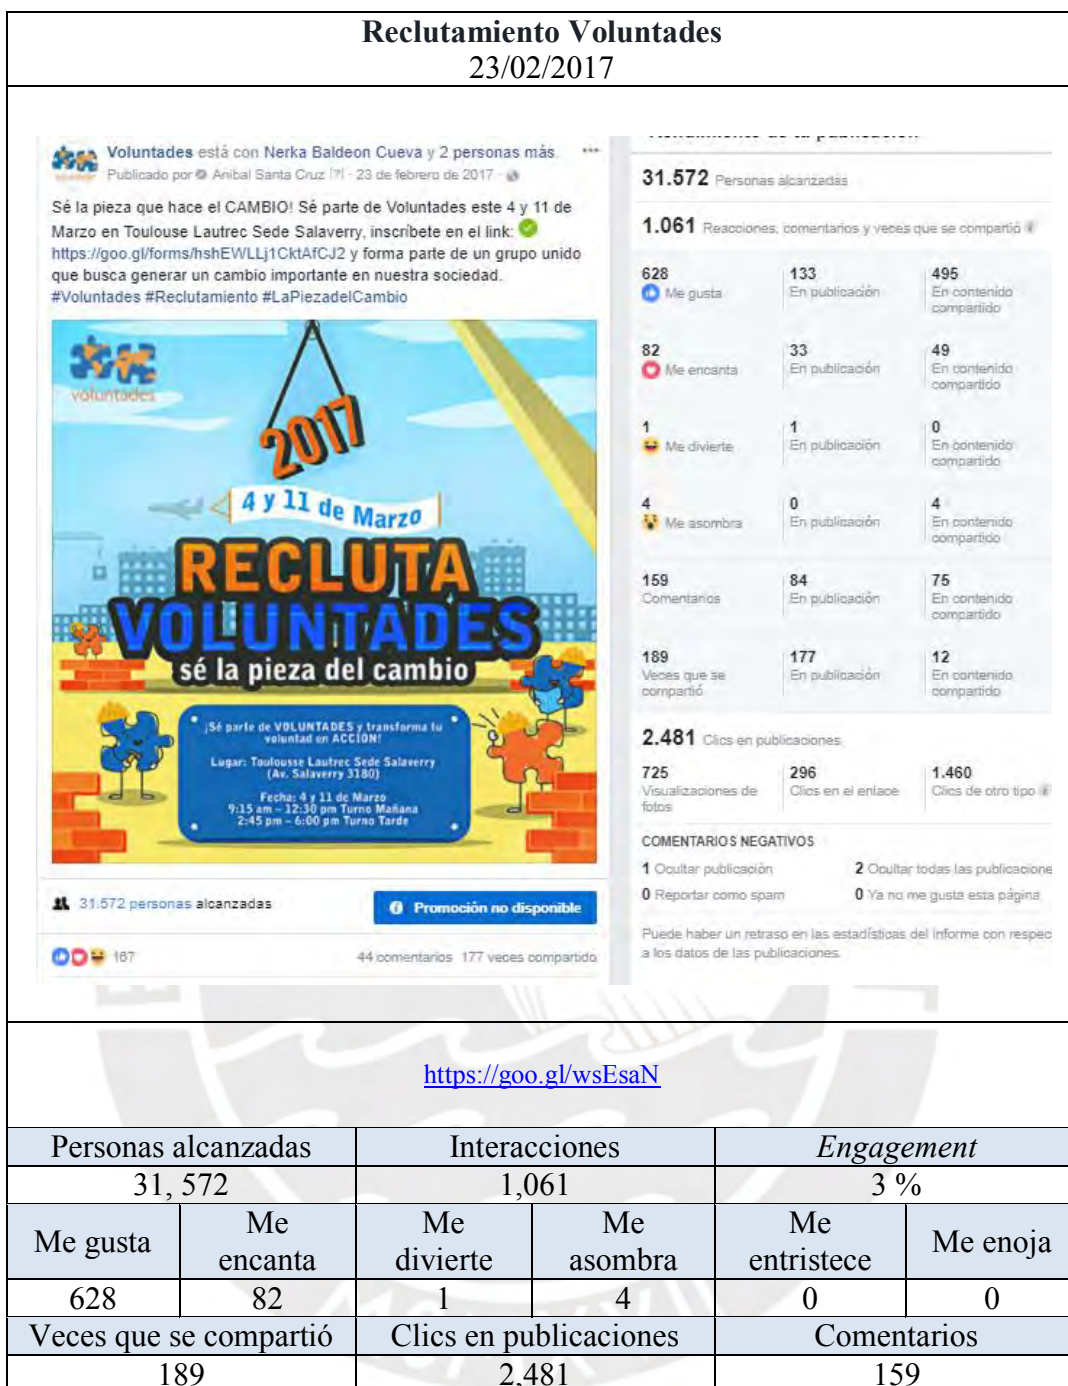 Reclutamiento Voluntades
23/02/2017
Voluntades está con Nerka Baldeon Cueva y 2 personas más.
Publicado por Anibal Santa Cruz [?] · 23 de febrero de 2017 ·
Sé la pieza que hace el CAMBIO! Sé parte de Voluntades este 4 y 11 de
Marzo en Toulouse Lautrec Sede Salaverry, inscríbete en el link:
https://goo.gl/forms/hshEWLLj1CktAfCJ2 y forma parte de un grupo unido
que busca generar un cambio importante en nuestra sociedad.
#Voluntades #Reclutamiento #LaPiezadelCambio
voluntades
2017
4 y 11 de Marzo
RECLUTA
VOLUNTADES
sé la pieza del cambio
¡Sé parte de VOLUNTADES y transforma tu
voluntad en ACCIÓN!
Lugar: Toulousse Lautrec Sede Salaverry
(Av. Salaverry 3180)
Fecha: 4 y 11 de Marzo
9:15 am – 12:30 pm Turno Mañana
2:45 pm – 6:00 pm Turno Tarde
31.572 personas alcanzadas
Promoción no disponible
167
44 comentarios 177 veces compartido
31.572 Personas alcanzadas
1.061 Reacciones, comentarios y veces que se compartió
628 133 495
Me gusta En publicación En contenido
compartido
82 33 49
Me encanta En publicación En contenido
compartido
1 1 0
Me divierte En publicación En contenido
compartido
4 0 4
Me asombra En publicación En contenido
compartido
159 84 75
Comentarios En publicación En contenido
compartido
189 177 12
Veces que se En publicación En contenido
compartió compartido
2.481 Clics en publicaciones
725 296 1.460
Visualizaciones de Clics en el enlace Clics de otro tipo
fotos
COMENTARIOS NEGATIVOS
1 Ocultar publicación 2 Ocultar todas las publicacione
0 Reportar como spam 0 Ya no me gusta esta página
Puede haber un retraso en las estadísticas del informe con respec
a los datos de las publicaciones.
https://goo.gl/wsEsaN
Personas alcanzadas Interacciones Engagement
31, 572 1,061 3 %
Me gusta Me encanta Me divierte Me asombra Me entristece Me enoja
628 82 1 4 0 0
Veces que se compartió Clics en publicaciones Comentarios
189 2,481 159